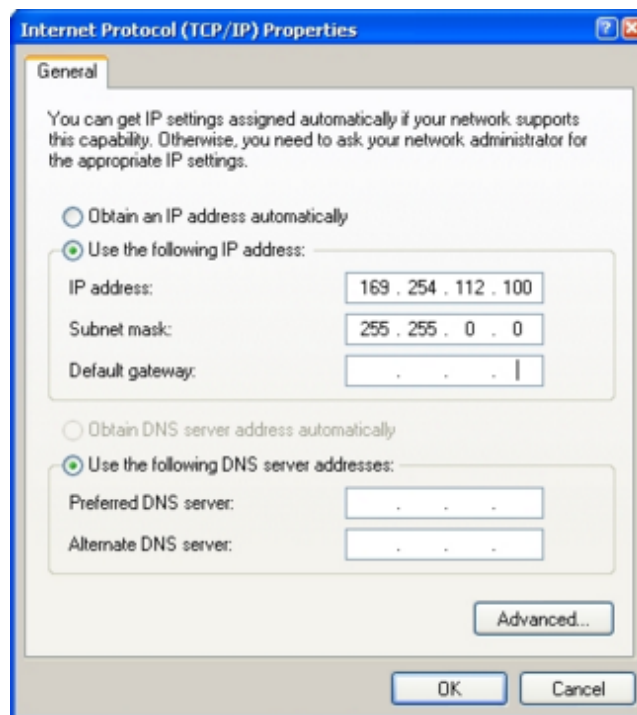 Internet Protocol (TCP/IP) Properties
General
You can get IP settings assigned automatically if your network supports
this capability. Otherwise, you need to ask your network administrator for
the appropriate IP settings.
Obtain an IP address automatically
Use the following IP address:
IP address: 169 . 254 . 112 . 100
Subnet mask: 255 . 255 . 0 . 0
Default gateway: . . .
Obtain DNS server address automatically
Use the following DNS server addresses:
Preferred DNS server: . . .
Alternate DNS server: . . .
Advanced...
OK Cancel